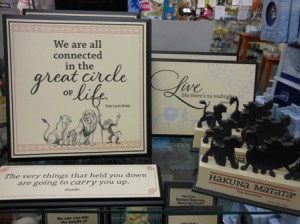 We are all
connected
in the
great circle
of life.
THE LION KING
Live
like there's no midnight
The very things that held you down
are going to carry you up.
HAKUNA MATATA